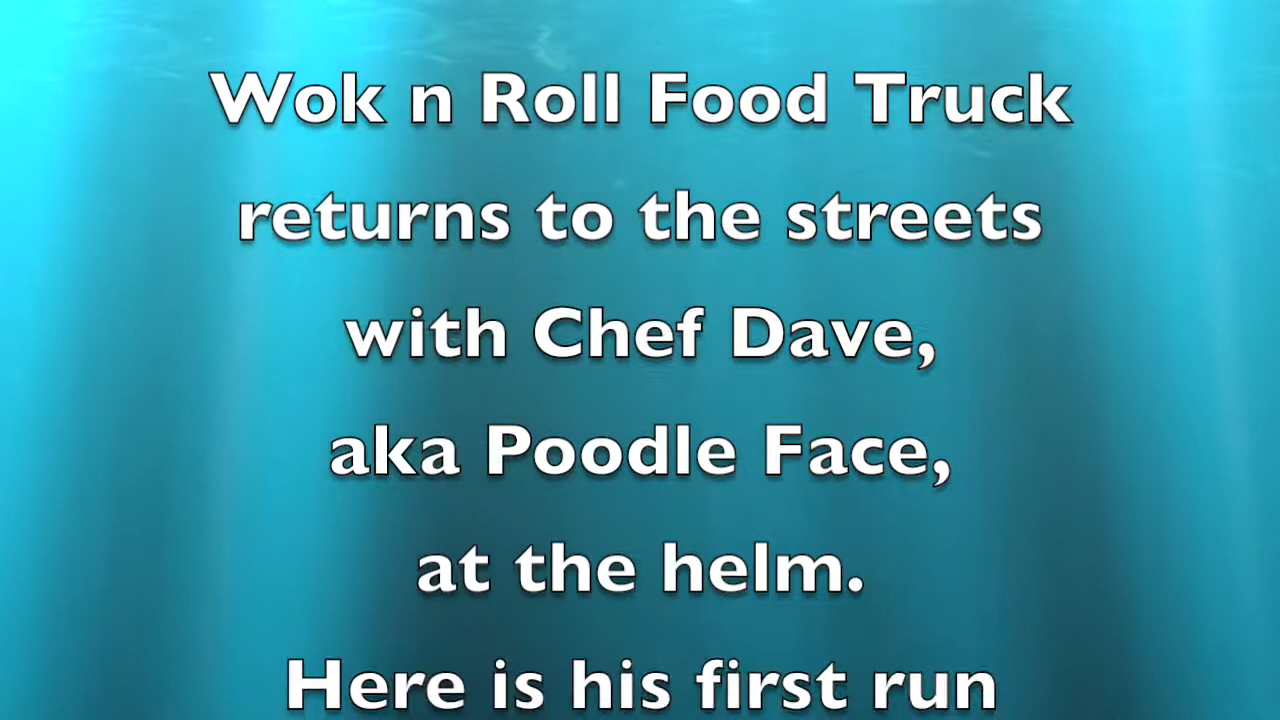 Wok n Roll Food Truck
returns to the streets
with Chef Dave,
aka Poodle Face,
at the helm.
Here is his first run